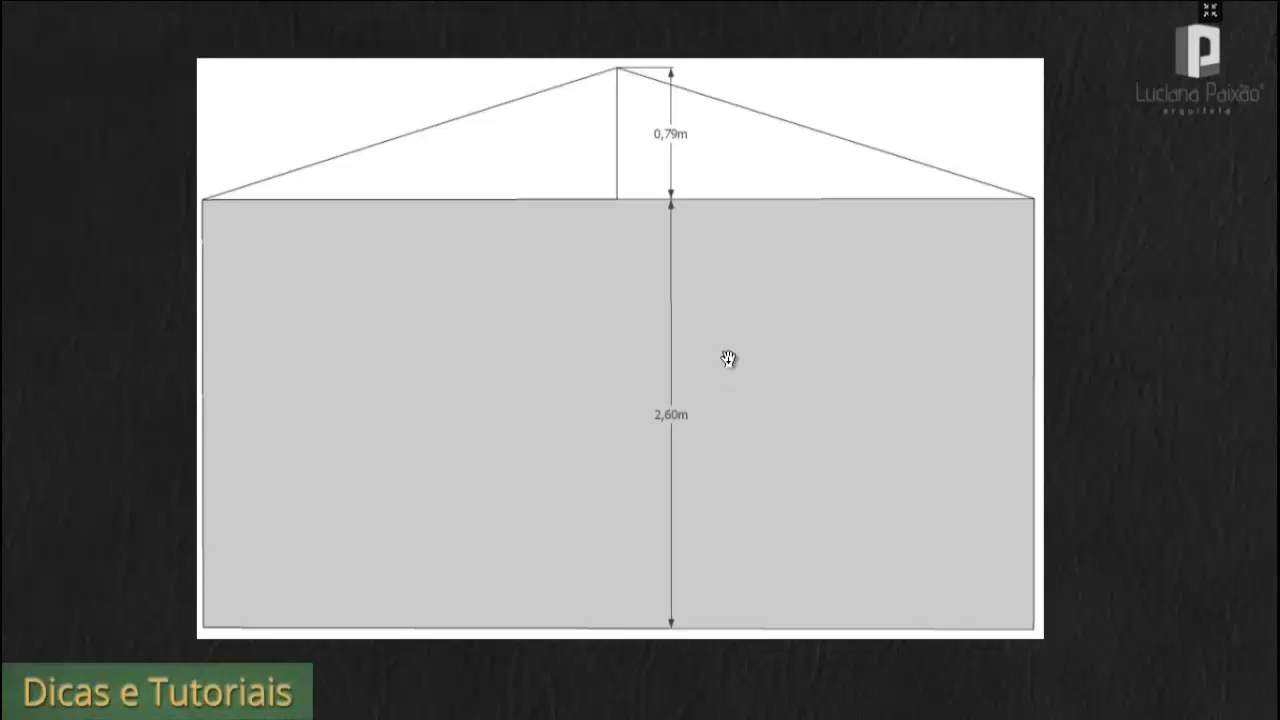 Luciana Paixão
arquiteta
0,79m
2,60m
Dicas e Tutoriais